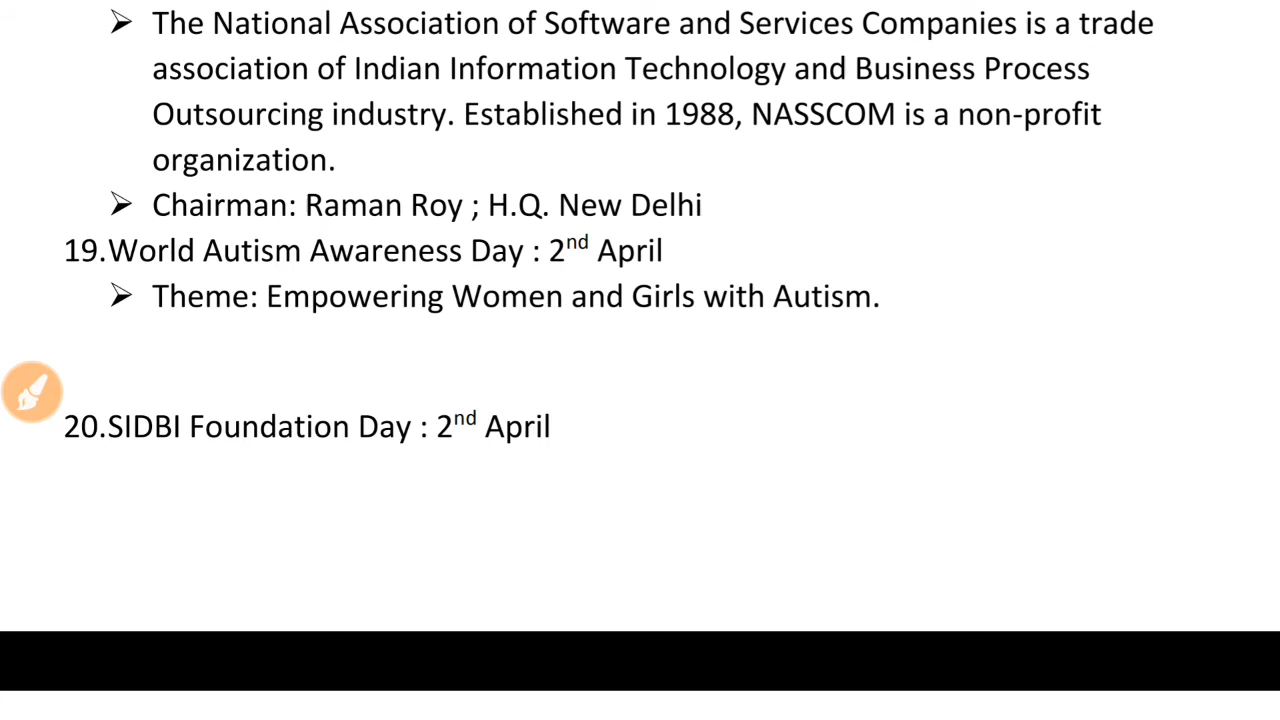 ➢ The National Association of Software and Services Companies is a trade
association of Indian Information Technology and Business Process
Outsourcing industry. Established in 1988, NASSCOM is a non-profit
organization.
➢ Chairman: Raman Roy ; H.Q. New Delhi
19.World Autism Awareness Day : 2nd April
➢ Theme: Empowering Women and Girls with Autism.
20.SIDBI Foundation Day : 2nd April